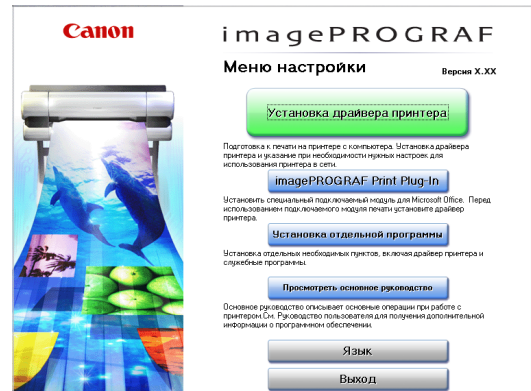 Canon
imagePROGRAF
Меню настройки
Версия X.XX
Установка драйвера принтера
Подготовка к печати на принтере с компьютера. Установка драйвера
принтера и указание при необходимости нужных настроек для
использования принтера в сети.
imagePROGRAF Print Plug-In
Установить специальный подключаемый модуль для Microsoft Office. Перед
использованием подключаемого модуля печати установите драйвер
принтера.
Установка отдельной программы
Установка отдельных необходимых пунктов, включая драйвер принтера и
служебные программы.
Просмотреть основное руководство
Основное руководство описывает основные операции при работе с
принтером.См. Руководство пользователя для получения дополнительной
информации о программном обеспечении.
Язык
Выход